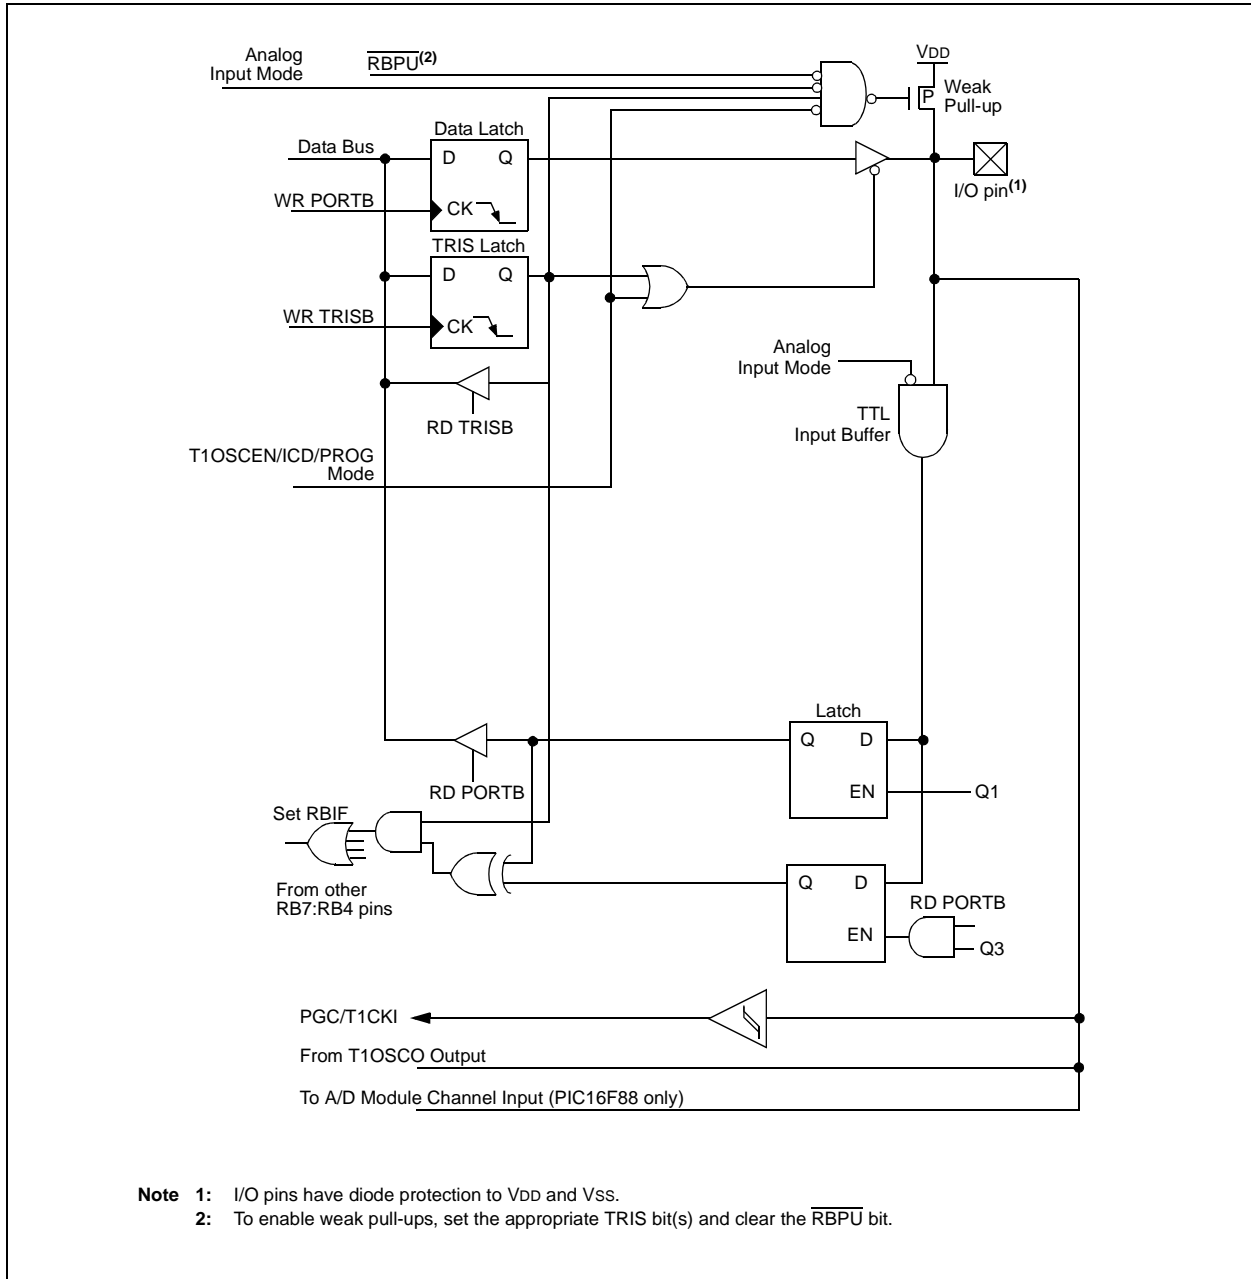 Analog
Input Mode
RBPU(2)
VDD
P
Weak
Pull-up
Data Latch
Data Bus
D Q
I/O pin(1)
WR PORTB
CK
TRIS Latch
D Q
WR TRISB
CK
Analog
Input Mode
RD TRISB
TTL
Input Buffer
T1OSCEN/ICD/PROG
Mode
Latch
Q D
RD PORTB
EN
Q1
Set RBIF
Q D
From other
RB7:RB4 pins
RD PORTB
EN
Q3
PGC/T1CKI
From T1OSCO Output
To A/D Module Channel Input (PIC16F88 only)
Note 1: I/O pins have diode protection to VDD and VSS.
2: To enable weak pull-ups, set the appropriate TRIS bit(s) and clear the RBPU bit.